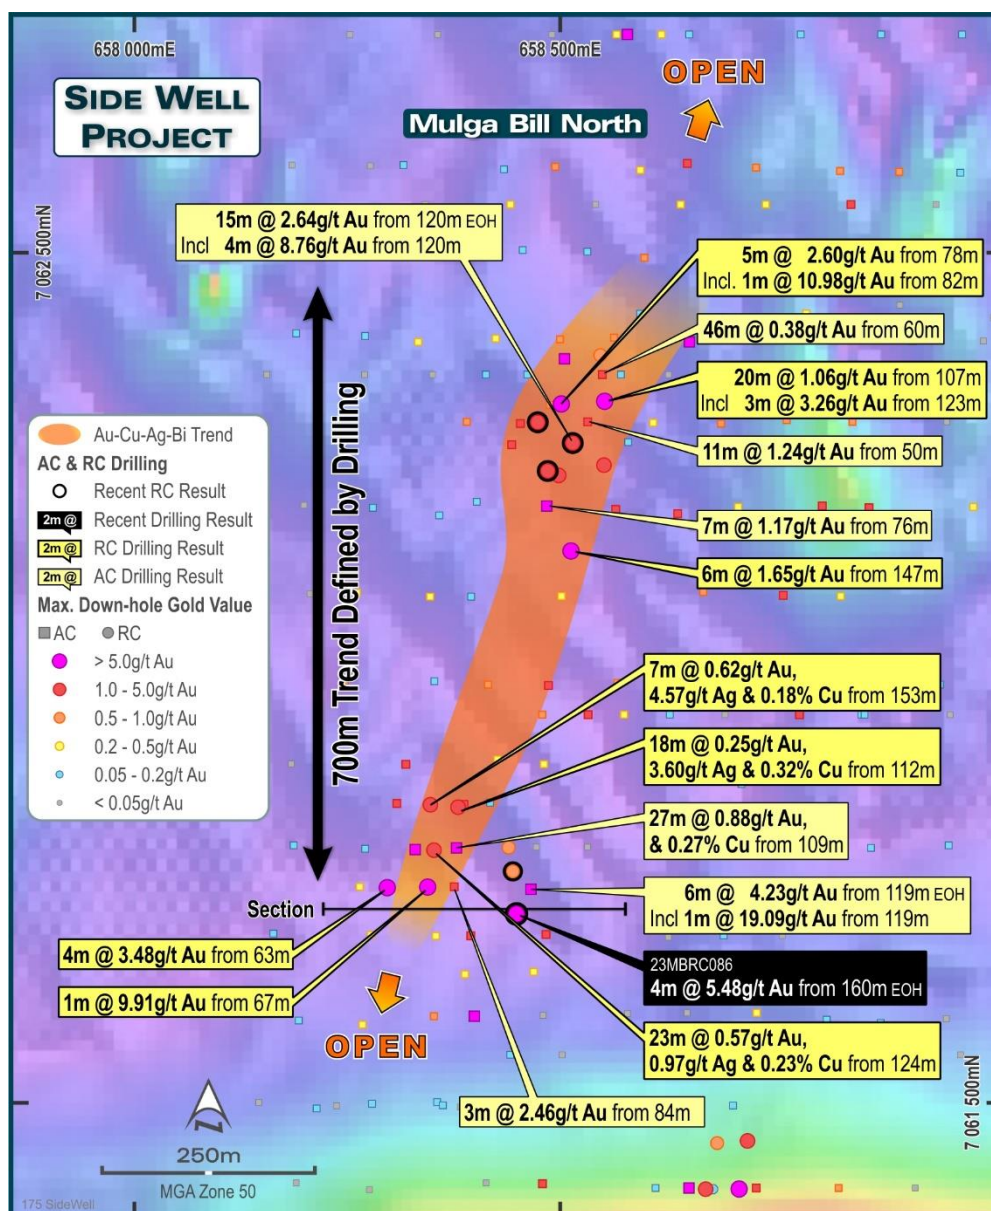 658 000mE
658 500mE
SIDE WELL
PROJECT
OPEN
Mulga Bill North
7 062 500mN
15m @ 2.64g/t Au from 120m EOH
Incl 4m @ 8.76g/t Au from 120m
5m @ 2.60g/t Au from 78m
Incl. 1m @ 10.98g/t Au from 82m
46m @ 0.38g/t Au from 60m
20m @ 1.06g/t Au from 107m
Incl 3m @ 3.26g/t Au from 123m
11m @ 1.24g/t Au from 50m
7m @ 1.17g/t Au from 76m
6m @ 1.65g/t Au from 147m
700m Trend Defined by Drilling
Au-Cu-Ag-Bi Trend
AC & RC Drilling
Recent RC Result
2m @ Recent Drilling Result
2m @ RC Drilling Result
2m @ AC Drilling Result
Max. Down-hole Gold Value
AC RC
> 5.0g/t Au
1.0 - 5.0g/t Au
0.5 - 1.0g/t Au
0.2 - 0.5g/t Au
0.05 - 0.2g/t Au
< 0.05g/t Au
7m @ 0.62g/t Au,
4.57g/t Ag & 0.18% Cu from 153m
18m @ 0.25g/t Au,
3.60g/t Ag & 0.32% Cu from 112m
27m @ 0.88g/t Au,
& 0.27% Cu from 109m
6m @ 4.23g/t Au from 119m EOH
Incl 1m @ 19.09g/t Au from 119m
Section
4m @ 3.48g/t Au from 63m
23MBRC086
4m @ 5.48g/t Au from 160m EOH
1m @ 9.91g/t Au from 67m
OPEN
23m @ 0.57g/t Au,
0.97g/t Ag & 0.23% Cu from 124m
3m @ 2.46g/t Au from 84m
7 061 500mN
N
250m
MGA Zone 50
175 SideWell